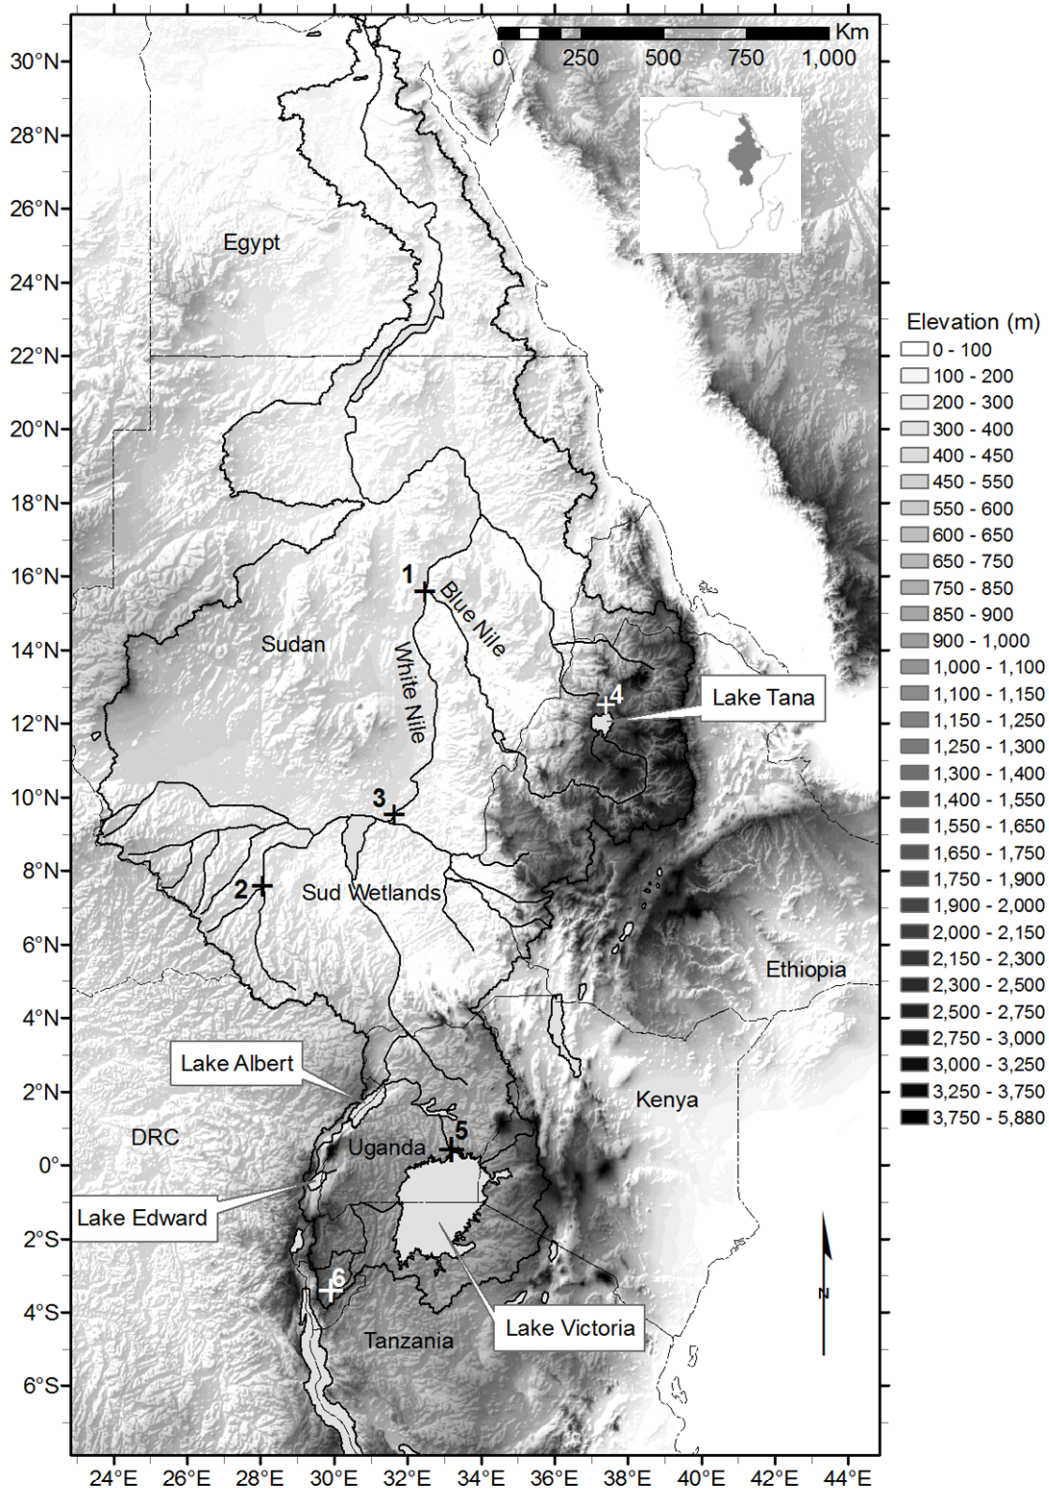 Km
0 250 500 750 1,000
30°N
28°N
26°N
Egypt
24°N
22°N
20°N
18°N
16°N
1
Blue Nile
14°N
Sudan
White Nile
4
Lake Tana
12°N
10°N
3
8°N
2
Sud Wetlands
6°N
Ethiopia
4°N
Lake Albert
2°N
Kenya
DRC
5
Uganda
0°
Lake Edward
2°S
6
N
4°S
Lake Victoria
Tanzania
6°S
24°E 26°E 28°E 30°E 32°E 34°E 36°E 38°E 40°E 42°E 44°E
Elevation (m)
0 - 100
100 - 200
200 - 300
300 - 400
400 - 450
450 - 550
550 - 600
600 - 650
650 - 750
750 - 850
850 - 900
900 - 1,000
1,000 - 1,100
1,100 - 1,150
1,150 - 1,250
1,250 - 1,300
1,300 - 1,400
1,400 - 1,550
1,550 - 1,650
1,650 - 1,750
1,750 - 1,900
1,900 - 2,000
2,000 - 2,150
2,150 - 2,300
2,300 - 2,500
2,500 - 2,750
2,750 - 3,000
3,000 - 3,250
3,250 - 3,750
3,750 - 5,880